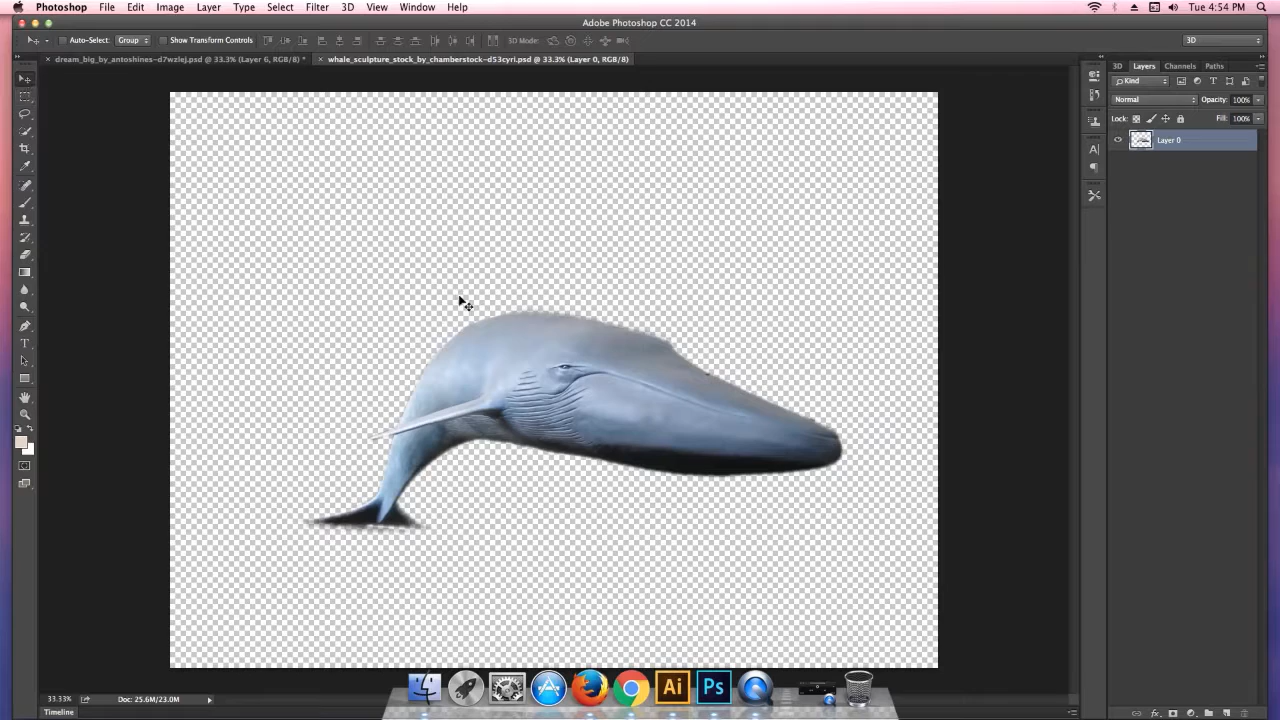 Photoshop File Edit Image Layer Type Select Filter 3D View Window Help Tue 4:54 PM
Adobe Photoshop CC 2014
Auto-Select: Group Show Transform Controls 3D Mode: 3D
dream_big_by_antoshines-d7wzlej.psd @ 33.3% (Layer 6, RGB/8) * whale_sculpture_stock_by_chamberstock-d53cyri.psd @ 33.3% (Layer 0, RGB/8)
3D Layers Channels Paths
Kind
Normal Opacity: 100%
Lock: Fill: 100%
Layer 0
Ai Ps
33.33% Doc: 25.6M/23.0M
Timeline